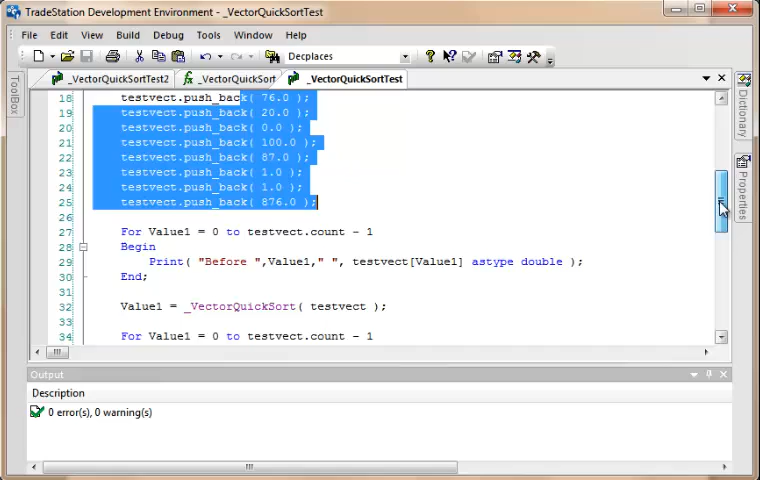 TradeStation Development Environment - _VectorQuickSortTest
File Edit View Build Debug Tools Window Help
Decplaces
_VectorQuickSortTest2 _VectorQuickSort _VectorQuickSortTest
ToolBox
Dictionary
Properties
18 testvect.push_back( 76.0 );
19 testvect.push_back( 20.0 );
20 testvect.push_back( 0.0 );
21 testvect.push_back( 100.0 );
22 testvect.push_back( 87.0 );
23 testvect.push_back( 1.0 );
24 testvect.push_back( 1.0 );
25 testvect.push_back( 876.0 );
26
27 For Value1 = 0 to testvect.count - 1
28 Begin
29 Print( "Before ",Value1," ", testvect[Value1] astype double );
30 End;
31
32 Value1 = _VectorQuickSort( testvect );
33
34 For Value1 = 0 to testvect.count - 1
Output
Description
0 error(s), 0 warning(s)